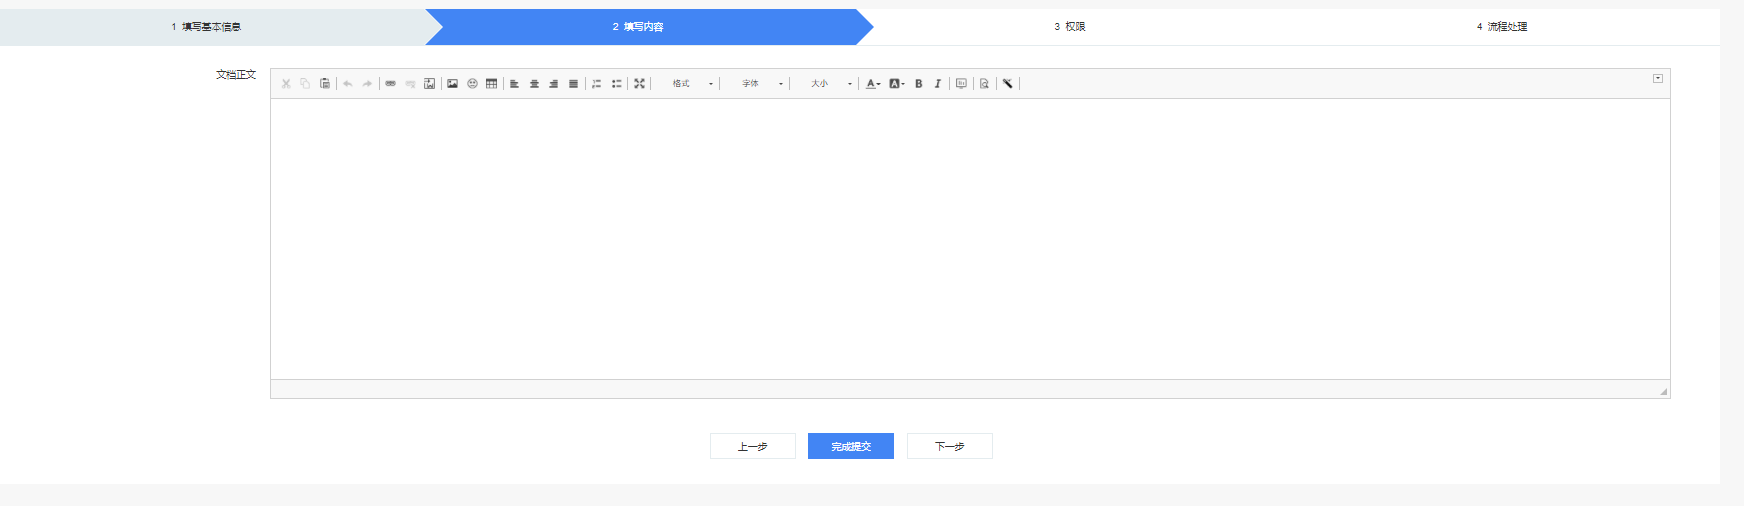 1 填写基本信息
2 填写内容
3 权限
4 流程处理
文档正文
格式 字体 大小 A A B I
上一步 完成提交 下一步